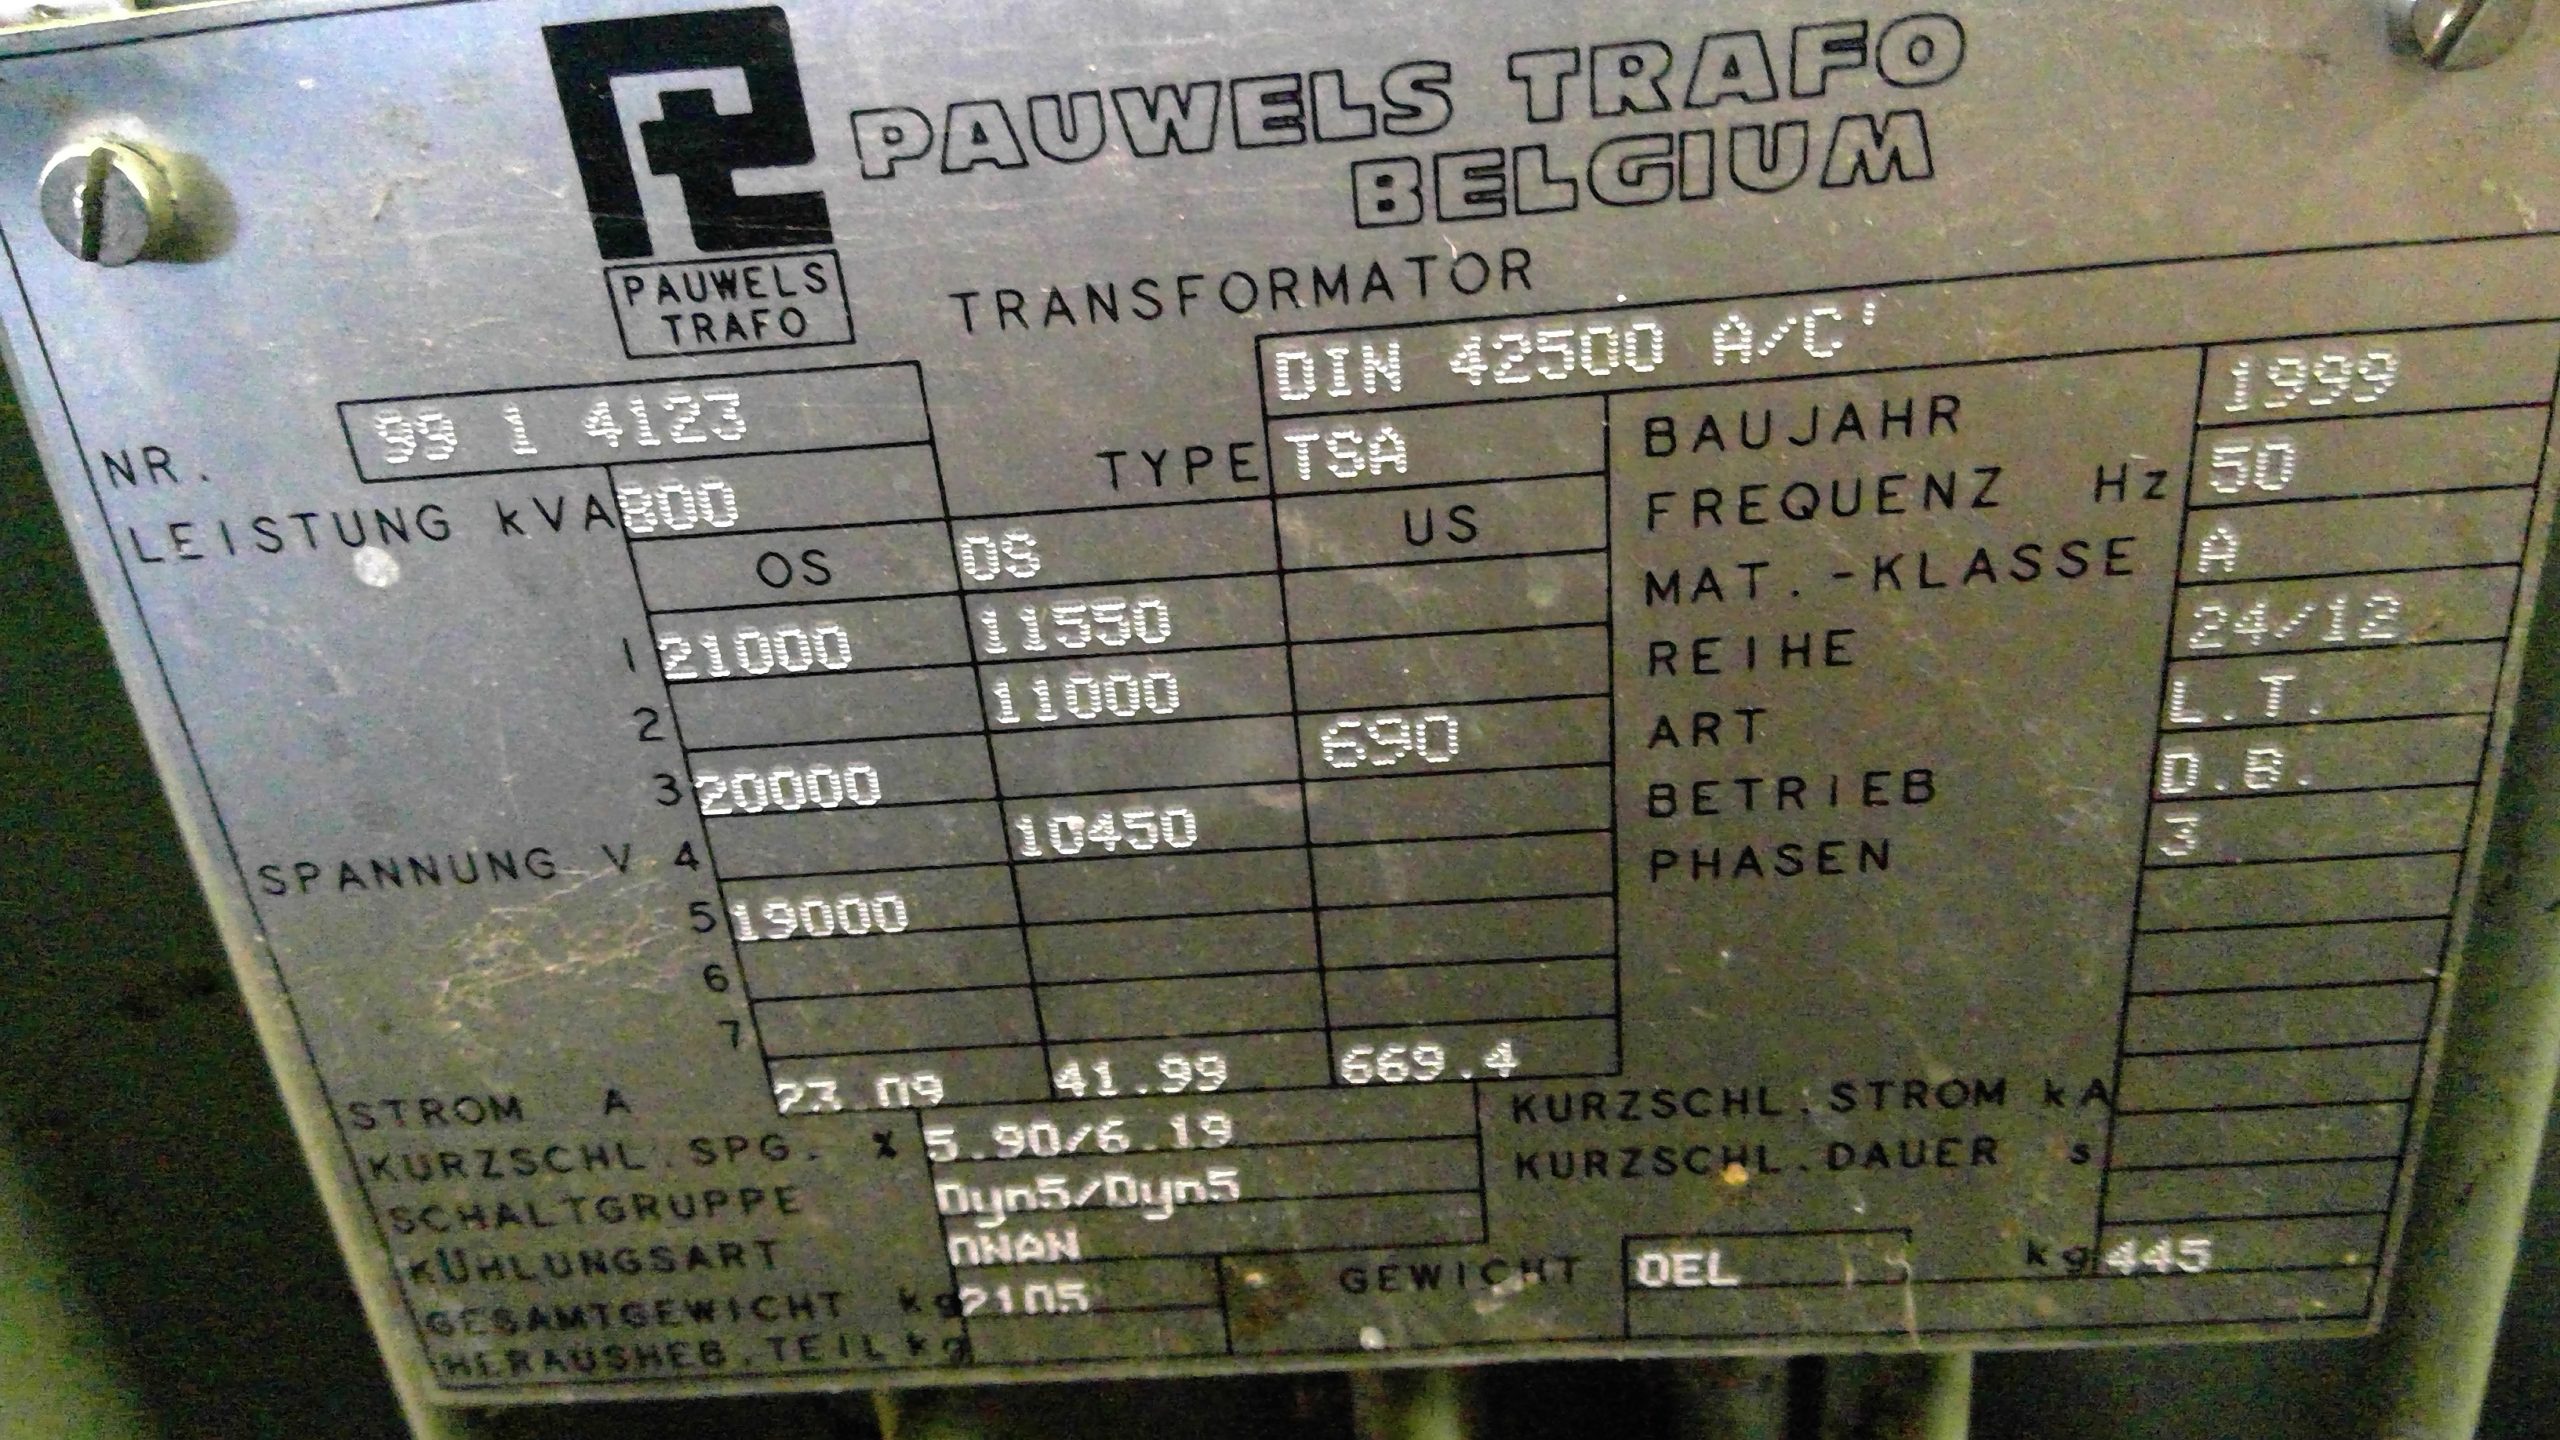 PAUWELS TRAFO
BELGIUM
PAUWELS
TRAFO
TRANSFORMATOR DIN 42500 A/C'
NR. 99 1 4123 TYPE TSA BAUJAHR 1999
LEISTUNG kVA 800 FREQUENZ Hz 50
OS OS US MAT.-KLASSE A
1 21000 11550 REIHE 24/12
2 11000 ART L.T.
3 20000 690 BETRIEB D.B.
SPANNUNG V 4 10450 PHASEN 3
5 19000
6
7
STROM A 23.09 41.99 669.4 KURZSCHL.STROM kA
KURZSCHL.SPG. % 5.90/6.19 KURZSCHL.DAUER s
SCHALTGRUPPE Dyn5/Dyn5
KÜHLUNGSART ONAN GEWICHT OEL kg 445
GESAMTGEWICHT kg 2105
HERAUSHEB.TEIL kg